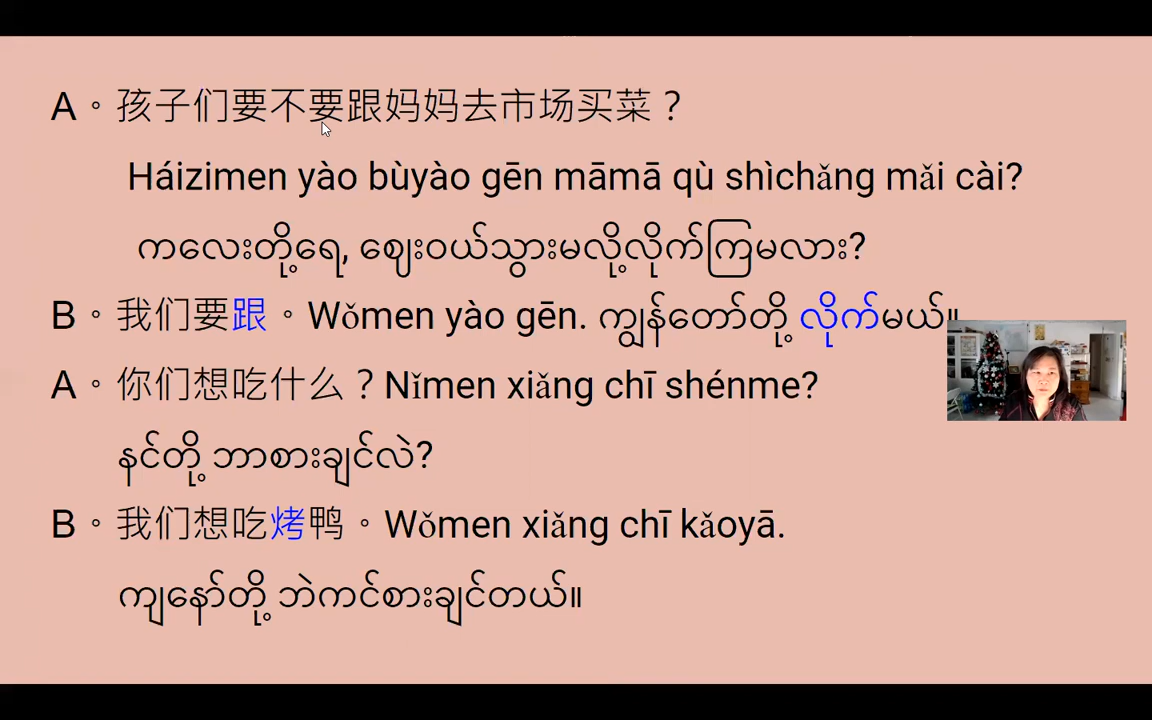 A。孩子们要不要跟妈妈去市场买菜？
Háizimen yào bùyào gēn māmā qù shìchǎng mǎi cài?
ကလေးတို့ရေ, ဈေးဝယ်သွားမလို့လိုက်ကြမလား?
B。我们要跟。Wǒmen yào gēn. ကျွန်တော်တို့ လိုက်မယ်။
A。你们想吃什么？Nǐmen xiǎng chī shénme?
နင်တို့ ဘာစားချင်လဲ?
B。我们想吃烤鸭。Wǒmen xiǎng chī kǎoyā.
ကျနော်တို့ ဘဲကင်စားချင်တယ်။